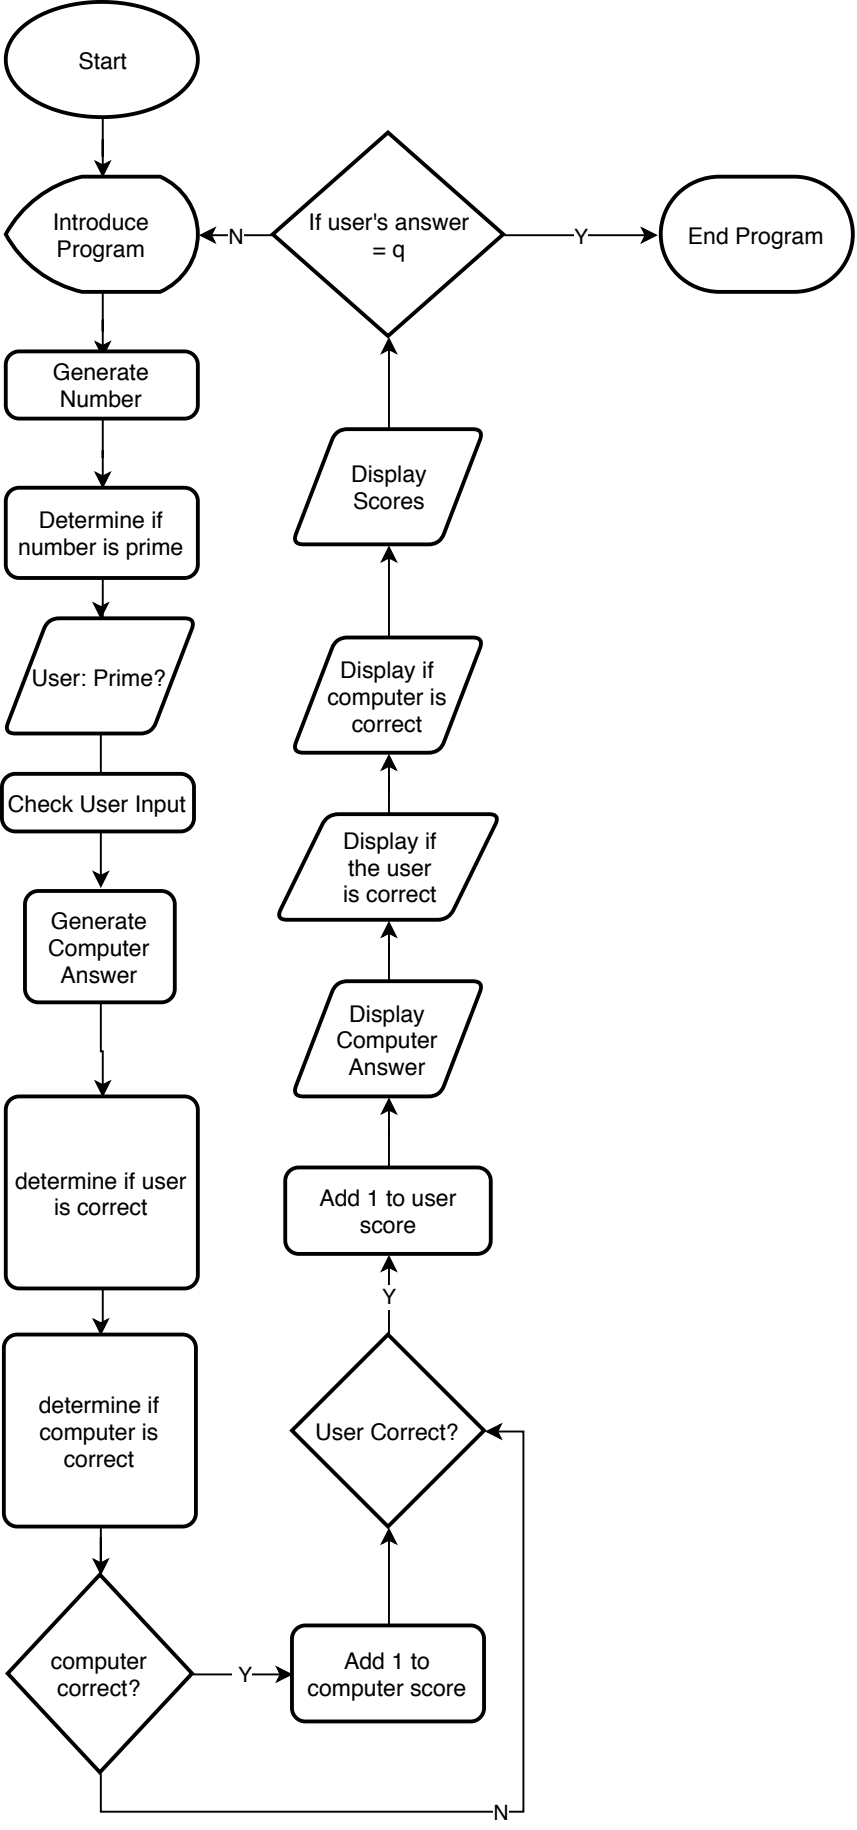 Start
Introduce
Program
N
If user's answer
= q
Y
End Program
Generate
Number
Determine if
number is prime
User: Prime?
Check User Input
Generate
Computer
Answer
determine if user
is correct
determine if
computer is
correct
computer
correct?
Y
Add 1 to
computer score
N
User Correct?
Y
Add 1 to user
score
Display
Computer
Answer
Display if
the user
is correct
Display if
computer is
correct
Display
Scores